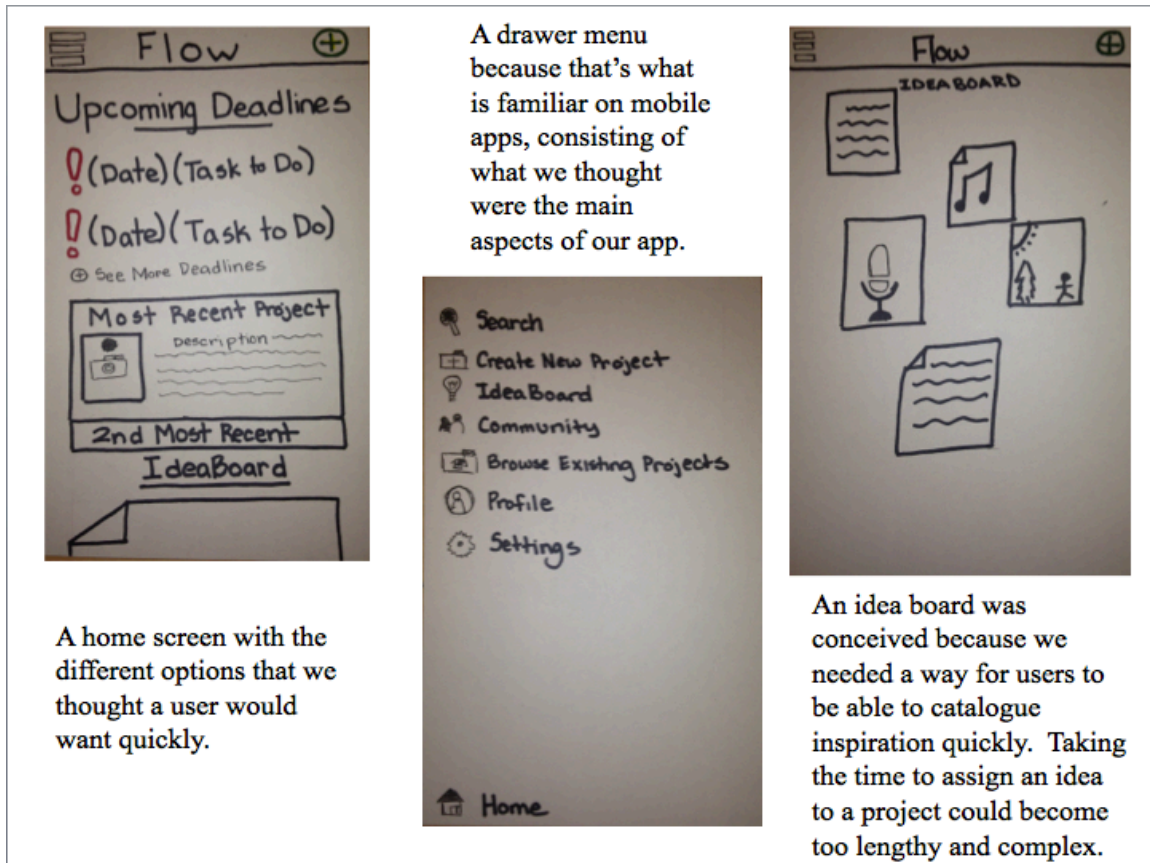 Flow
Upcoming Deadlines
! (Date) (Task to Do)
! (Date) (Task to Do)
⊕ See More Deadlines
Most Recent Project
Description
2nd Most Recent
IdeaBoard
A home screen with the
different options that we
thought a user would
want quickly.
A drawer menu
because that’s what
is familiar on mobile
apps, consisting of
what we thought
were the main
aspects of our app.
Search
Create New Project
IdeaBoard
Community
Browse Existing Projects
Profile
Settings
Home
Flow
IDEABOARD
An idea board was
conceived because we
needed a way for users to
be able to catalogue
inspiration quickly.  Taking
the time to assign an idea
to a project could become
too lengthy and complex.